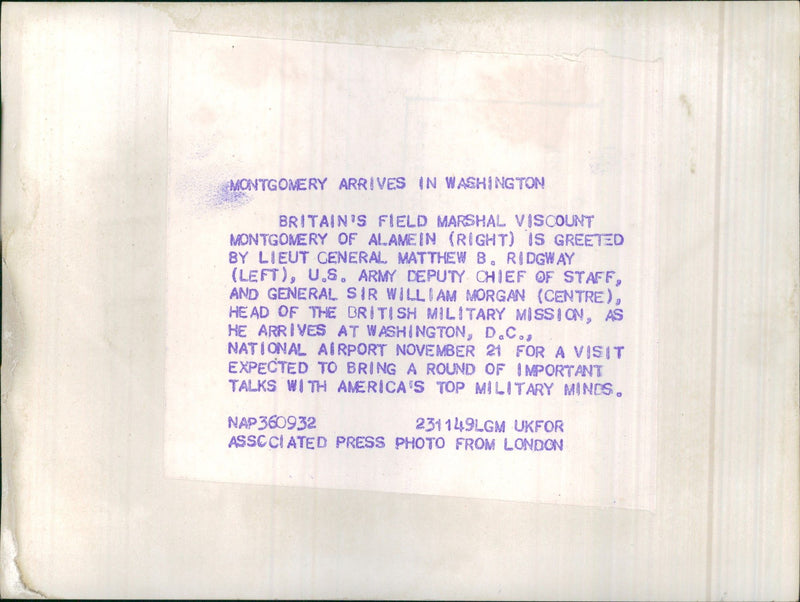 MONTGOMERY ARRIVES IN WASHINGTON
BRITAIN'S FIELD MARSHAL VISCOUNT
MONTGOMERY OF ALAMEIN (RIGHT) IS GREETED
BY LIEUT GENERAL MATTHEW B. RIDGWAY
(LEFT), U.S. ARMY DEPUTY CHIEF OF STAFF,
AND GENERAL SIR WILLIAM MORGAN (CENTRE),
HEAD OF THE BRITISH MILITARY MISSION, AS
HE ARRIVES AT WASHINGTON, D.C.,
NATIONAL AIRPORT NOVEMBER 21 FOR A VISIT
EXPECTED TO BRING A ROUND OF IMPORTANT
TALKS WITH AMERICA'S TOP MILITARY MINDS.
NAP360932 231149LGM UKFOR
ASSOCIATED PRESS PHOTO FROM LONDON